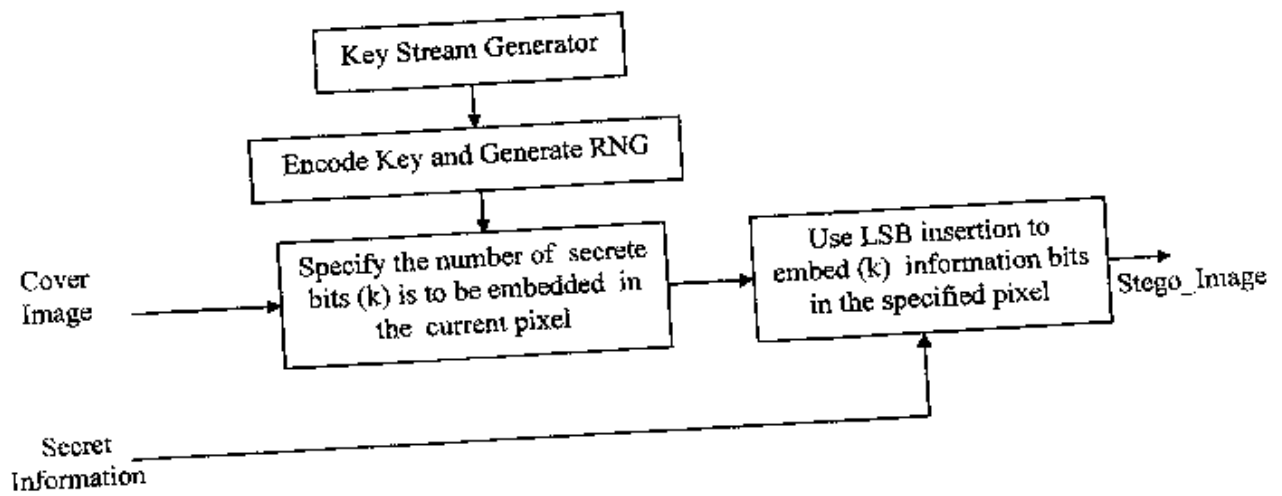 Key Stream Generator
Encode Key and Generate RNG
Specify the number of secrete
bits (k) is to be embedded in
the current pixel
Use LSB insertion to
embed (k) information bits
in the specified pixel
Cover
Image
Stego_Image
Secret
Information